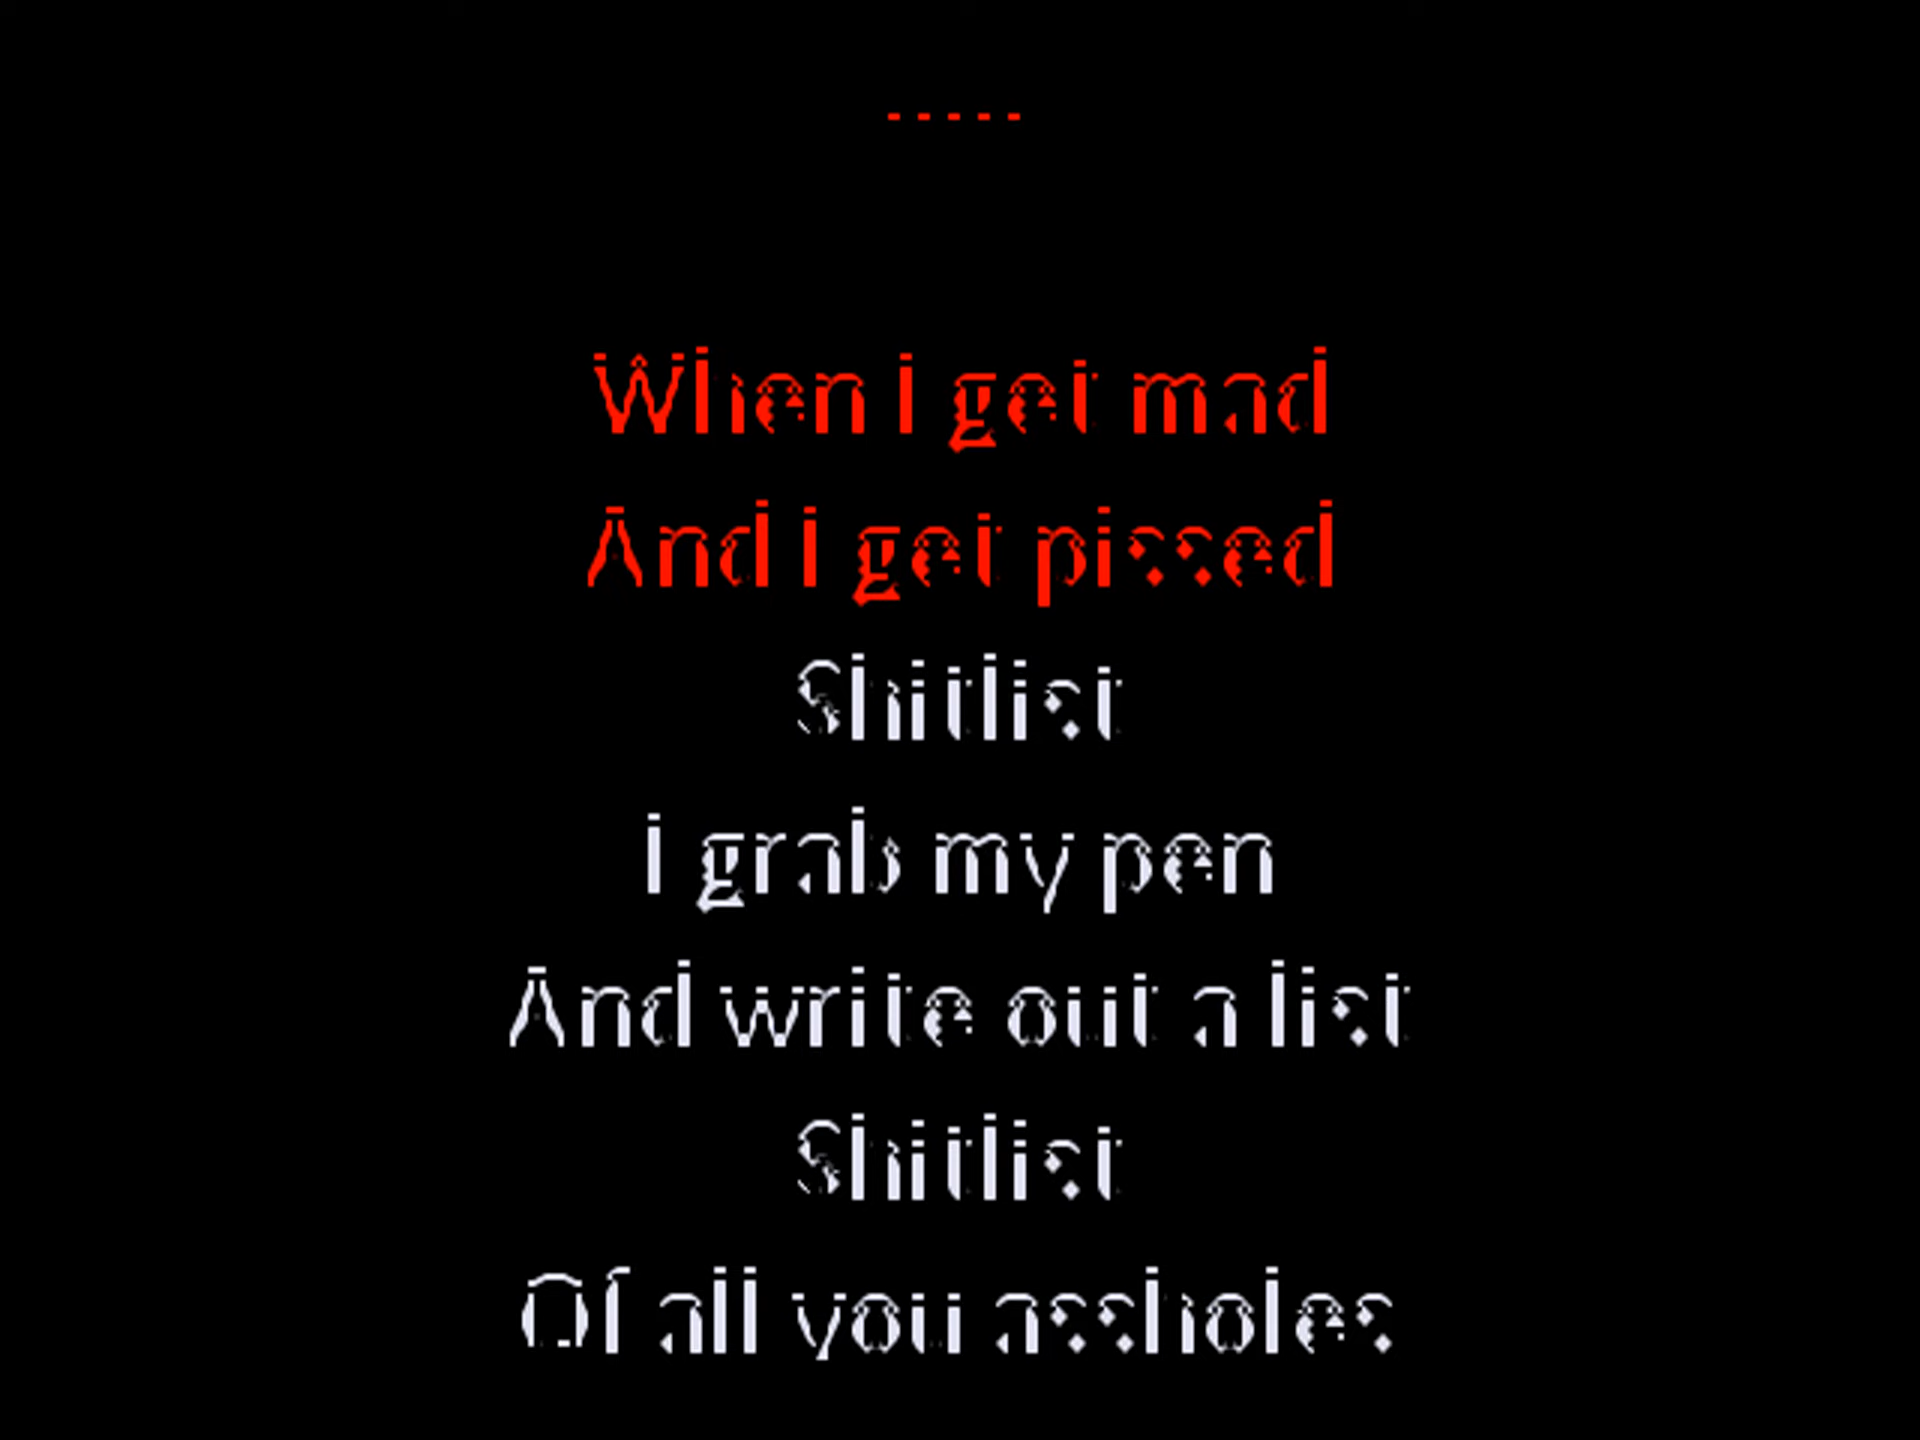 -----
When I get mad
And I get pissed
Shitlist
I grab my pen
And write out a list
Shitlist
Of all you assholes